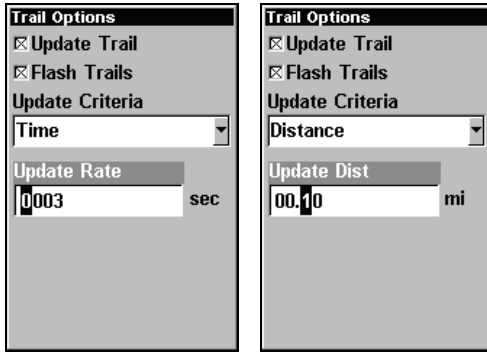 Trail Options
Update Trail
Flash Trails
Update Criteria
Time
Update Rate
0003 sec
Trail Options
Update Trail
Flash Trails
Update Criteria
Distance
Update Dist
00.10 mi